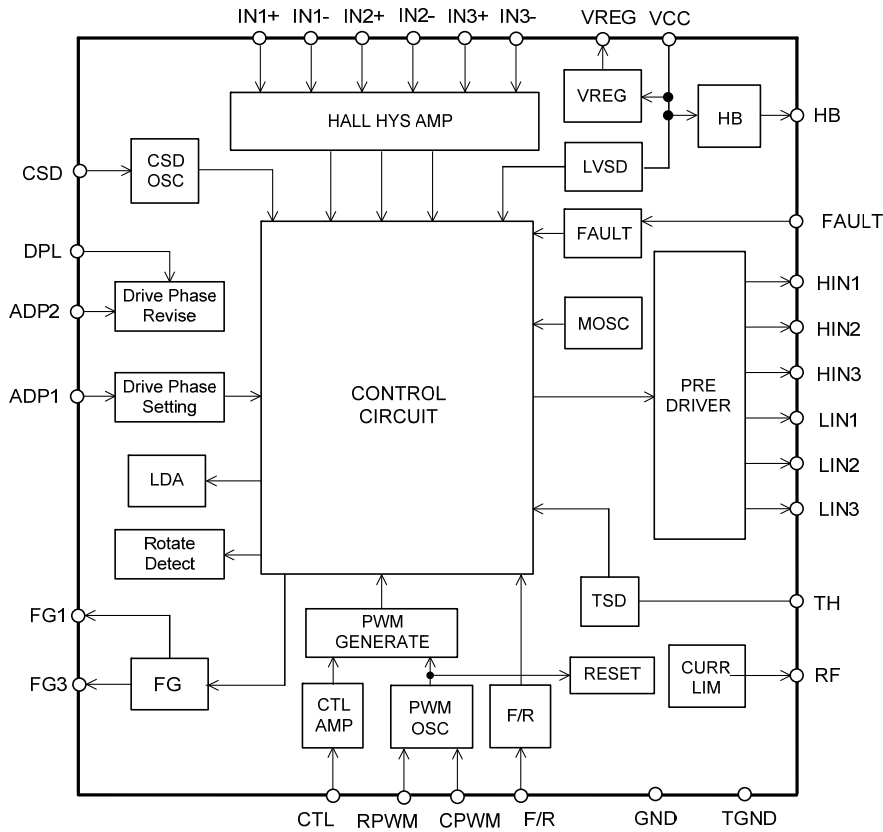 IN1+ IN1- IN2+ IN2- IN3+ IN3- VREG VCC
VREG
HB
HB
HALL HYS AMP
CSD
CSD
OSC
LVSD
FAULT
FAULT
DPL
ADP2
Drive Phase
Revise
MOSC
HIN1
HIN2
HIN3
LIN1
LIN2
LIN3
PRE
DRIVER
ADP1
Drive Phase
Setting
CONTROL
CIRCUIT
LDA
Rotate
Detect
TSD
TH
FG1
FG3
FG
PWM
GENERATE
RESET
CURR
LIM
RF
CTL
AMP
PWM
OSC
F/R
CTL RPWM CPWM F/R GND TGND